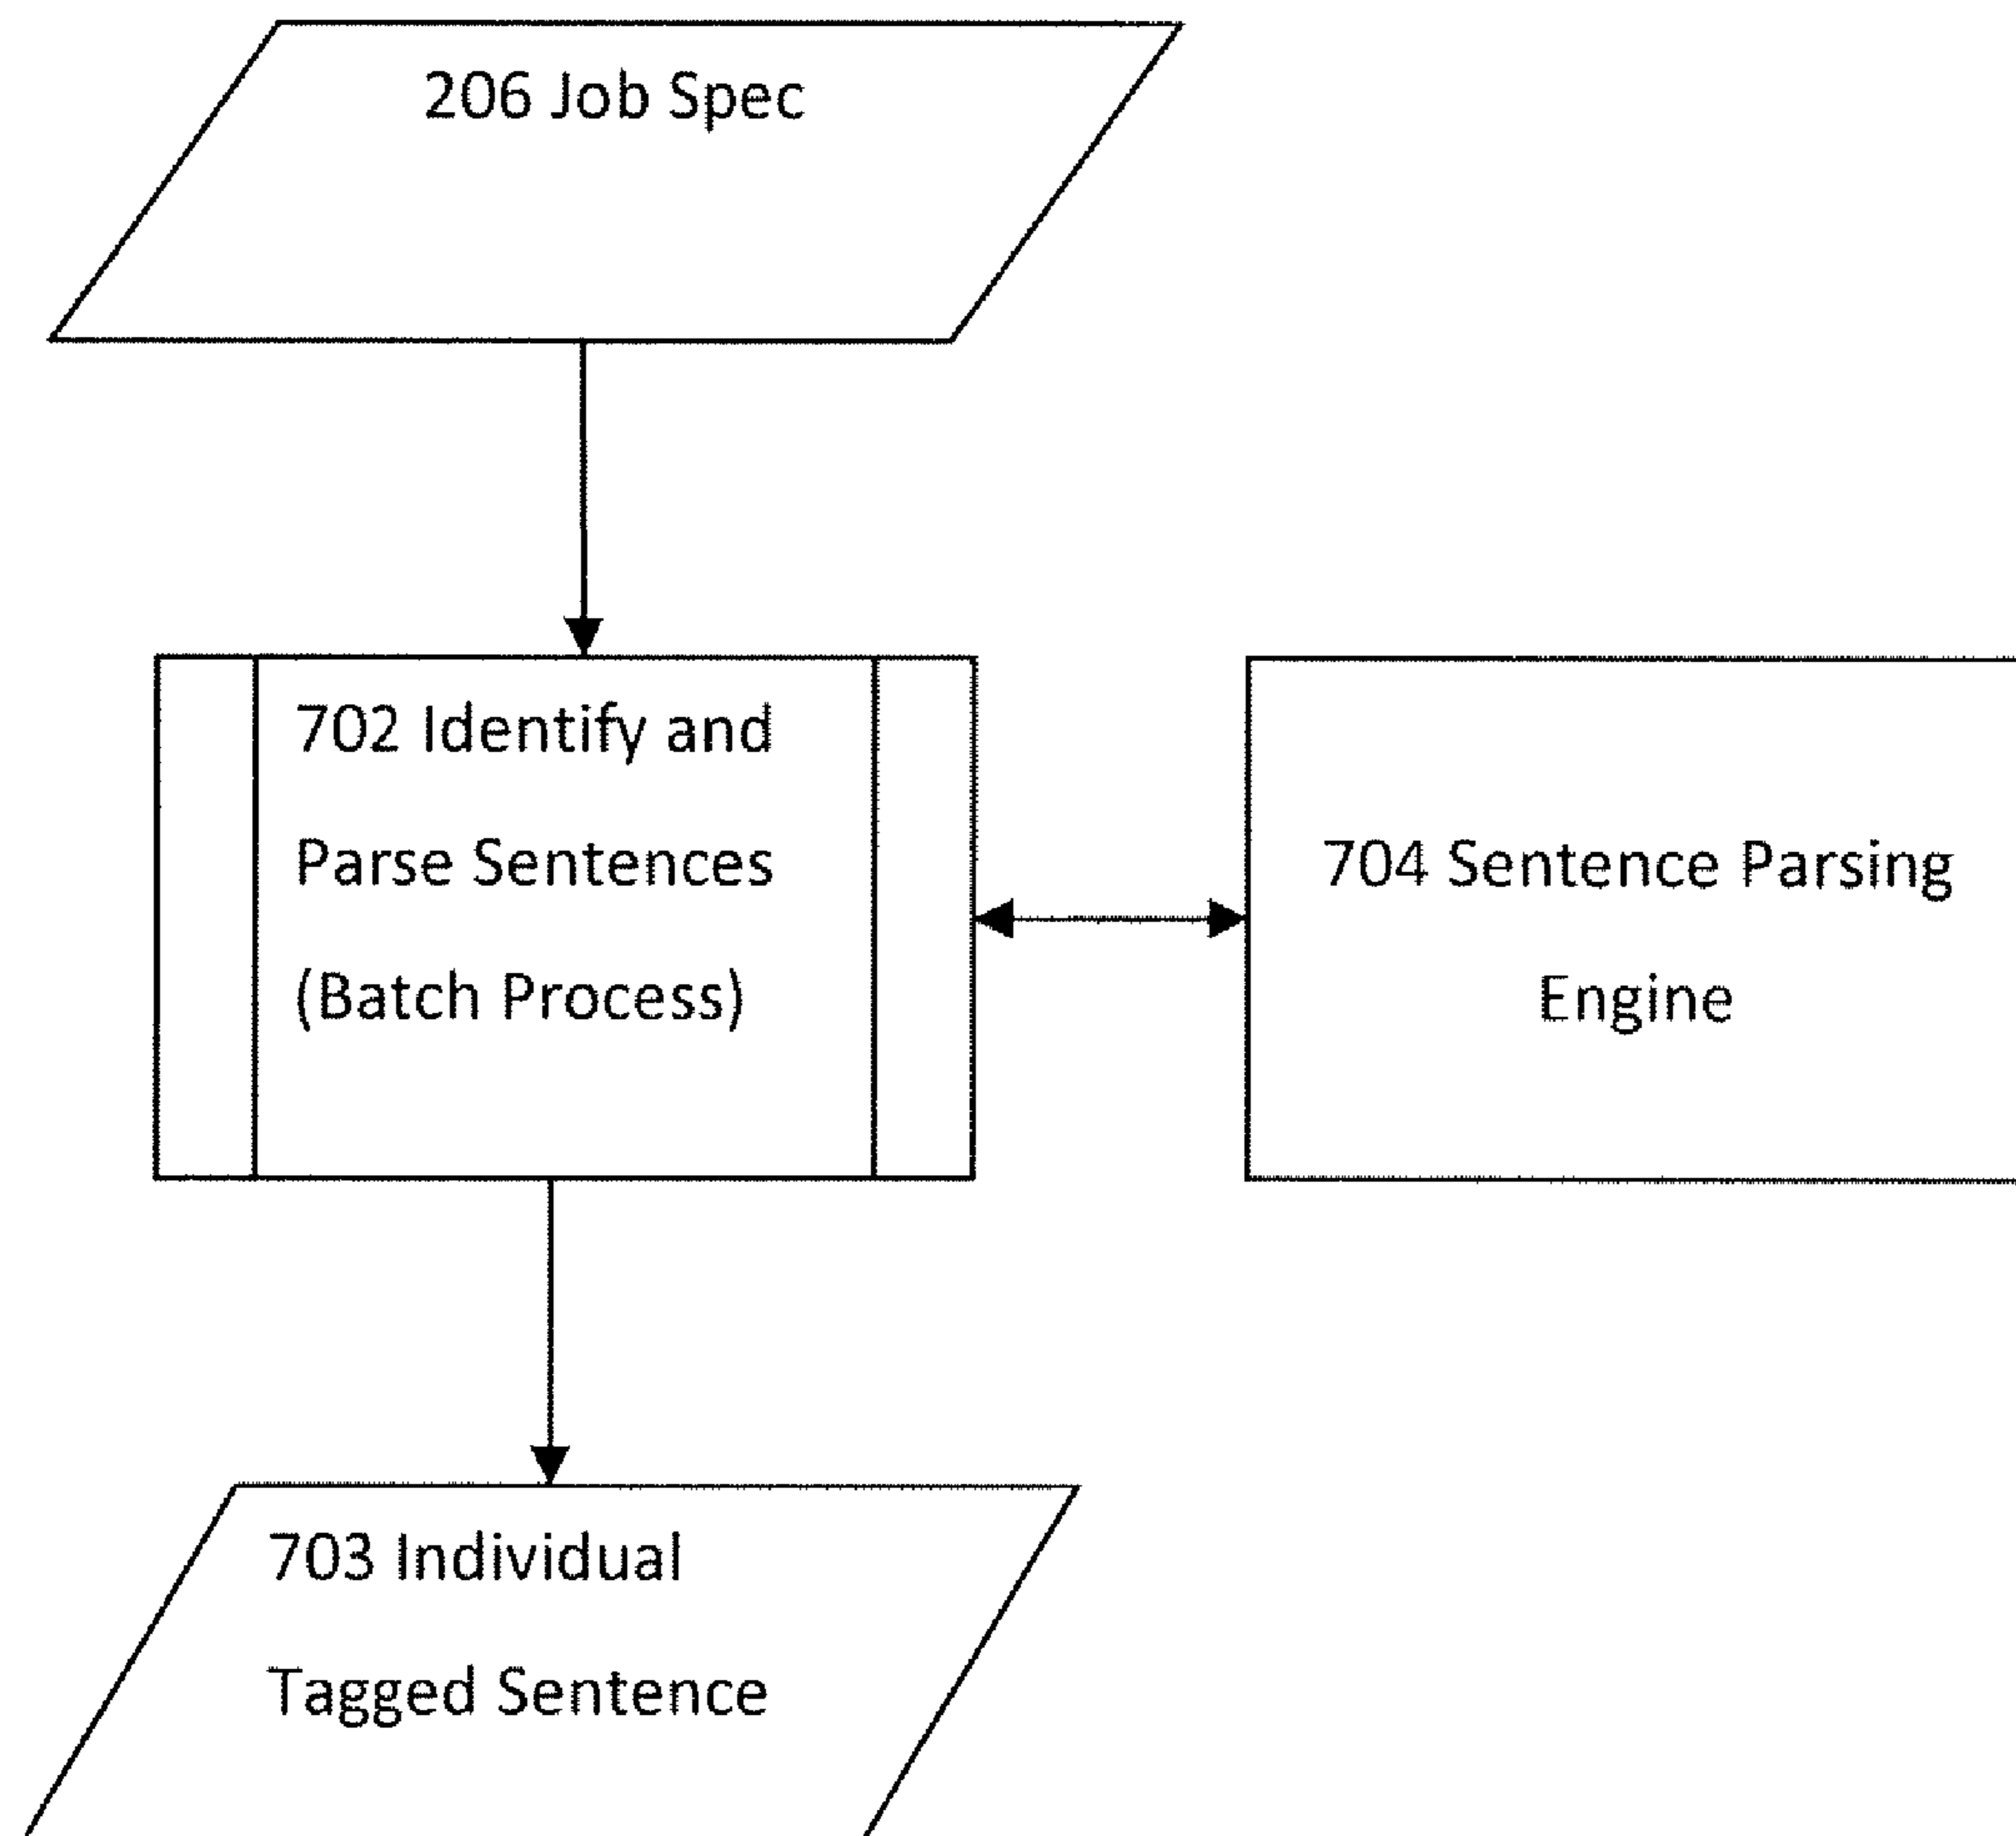 206 Job Spec
702 Identify and
Parse Sentences
(Batch Process)
704 Sentence Parsing
Engine
703 Individual
Tagged Sentence